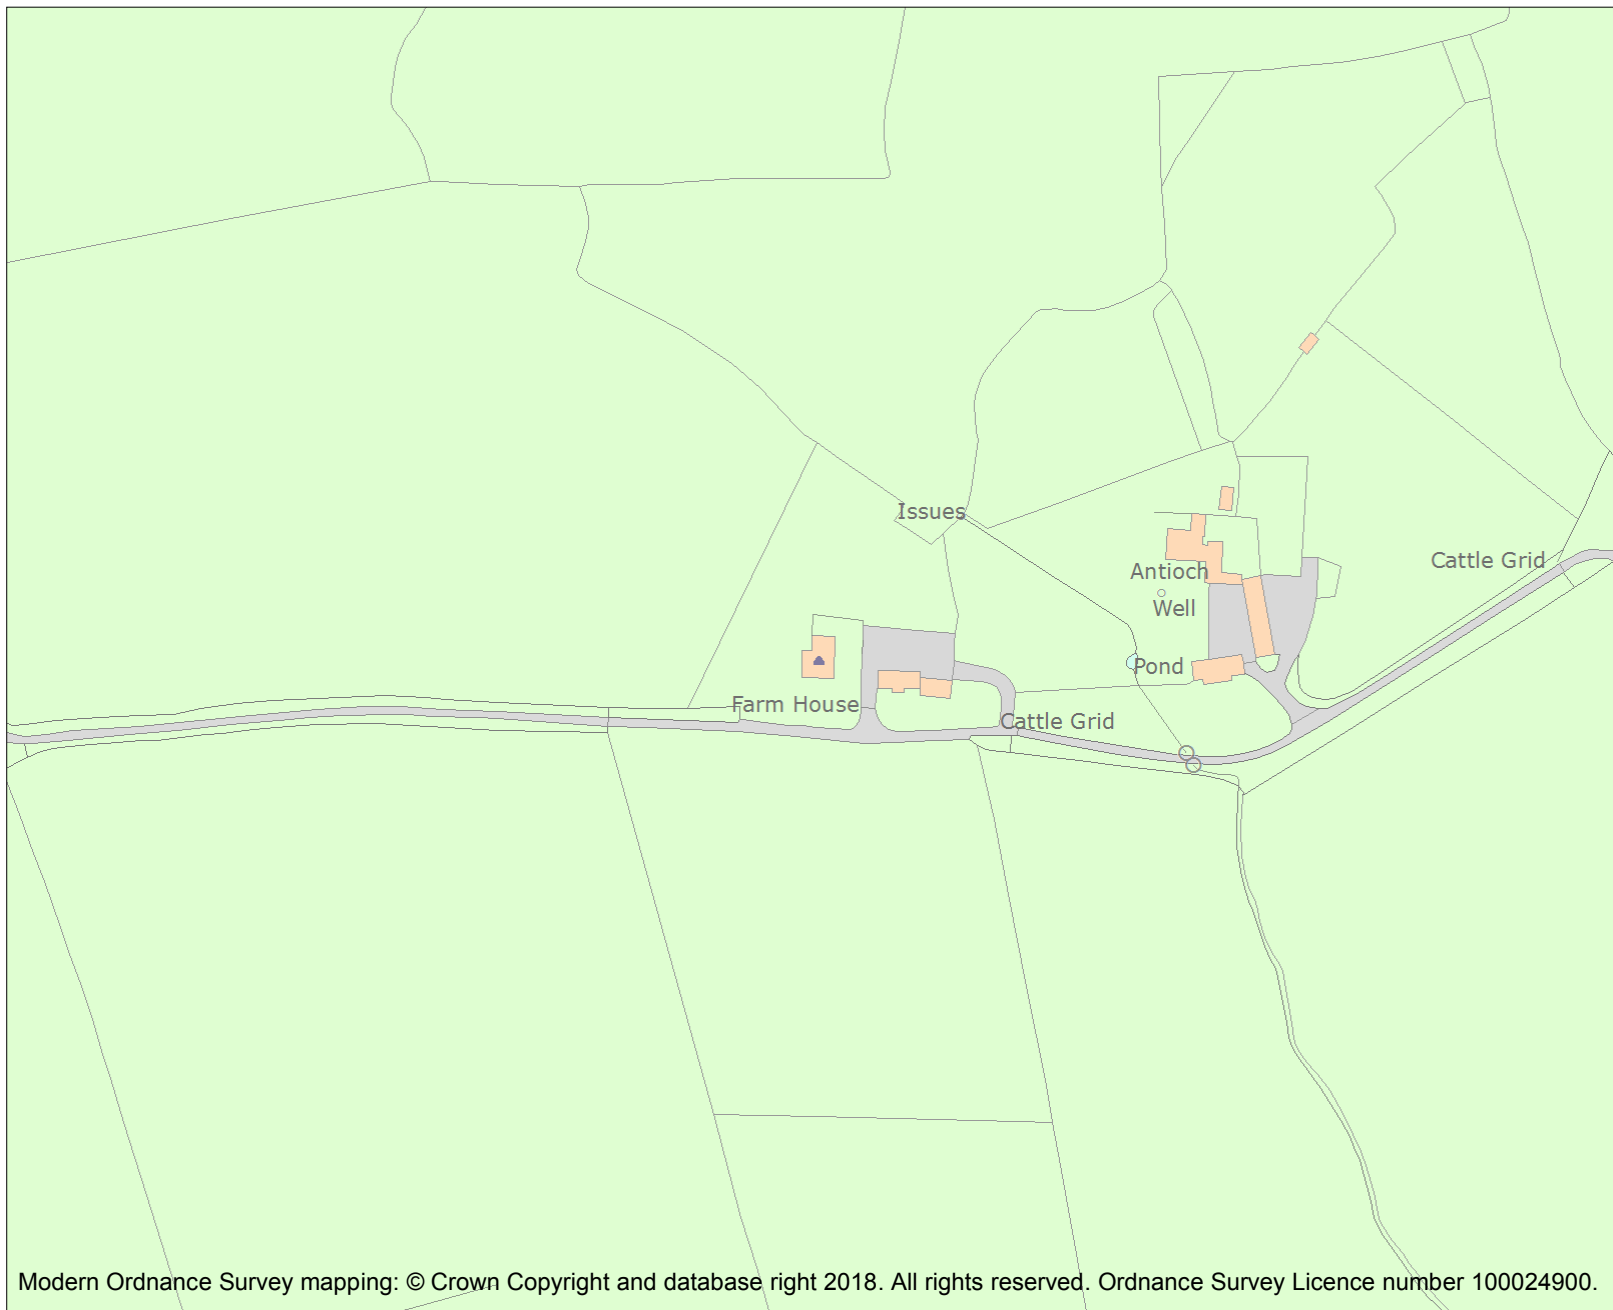 Issues
Cattle Grid
Antioch
Well
Pond
Farm House
Cattle Grid
Modern Ordnance Survey mapping: © Crown Copyright and database right 2018. All rights reserved. Ordnance Survey Licence number 100024900.